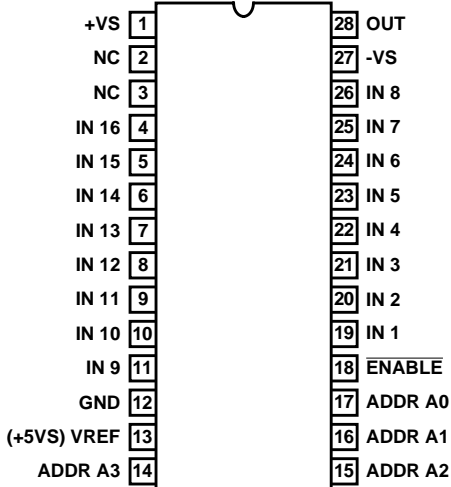 +VS 1 28 OUT
NC 2 27 -VS
NC 3 26 IN 8
IN 16 4 25 IN 7
IN 15 5 24 IN 6
IN 14 6 23 IN 5
IN 13 7 22 IN 4
IN 12 8 21 IN 3
IN 11 9 20 IN 2
IN 10 10 19 IN 1
IN 9 11 18 ENABLE
GND 12 17 ADDR A0
(+5VS) VREF 13 16 ADDR A1
ADDR A3 14 15 ADDR A2